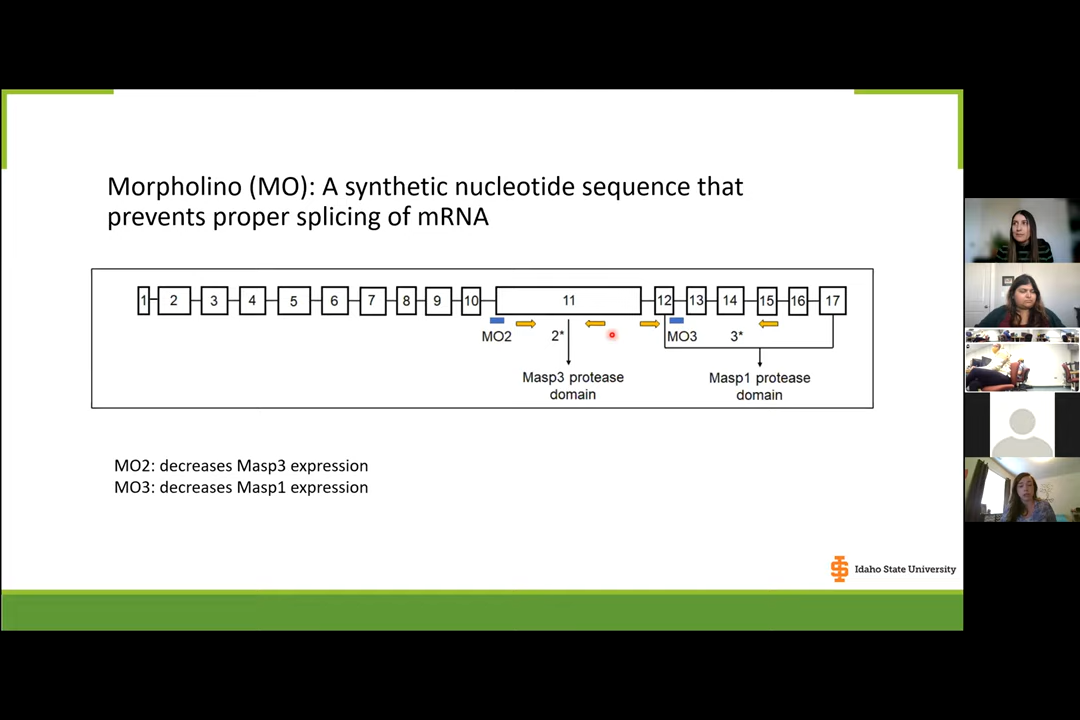 Morpholino (MO): A synthetic nucleotide sequence that
prevents proper splicing of mRNA
1 2 3 4 5 6 7 8 9 10 11 12 13 14 15 16 17
MO2 2* MO3 3*
Masp3 protease
domain
Masp1 protease
domain
MO2: decreases Masp3 expression
MO3: decreases Masp1 expression
Idaho State University